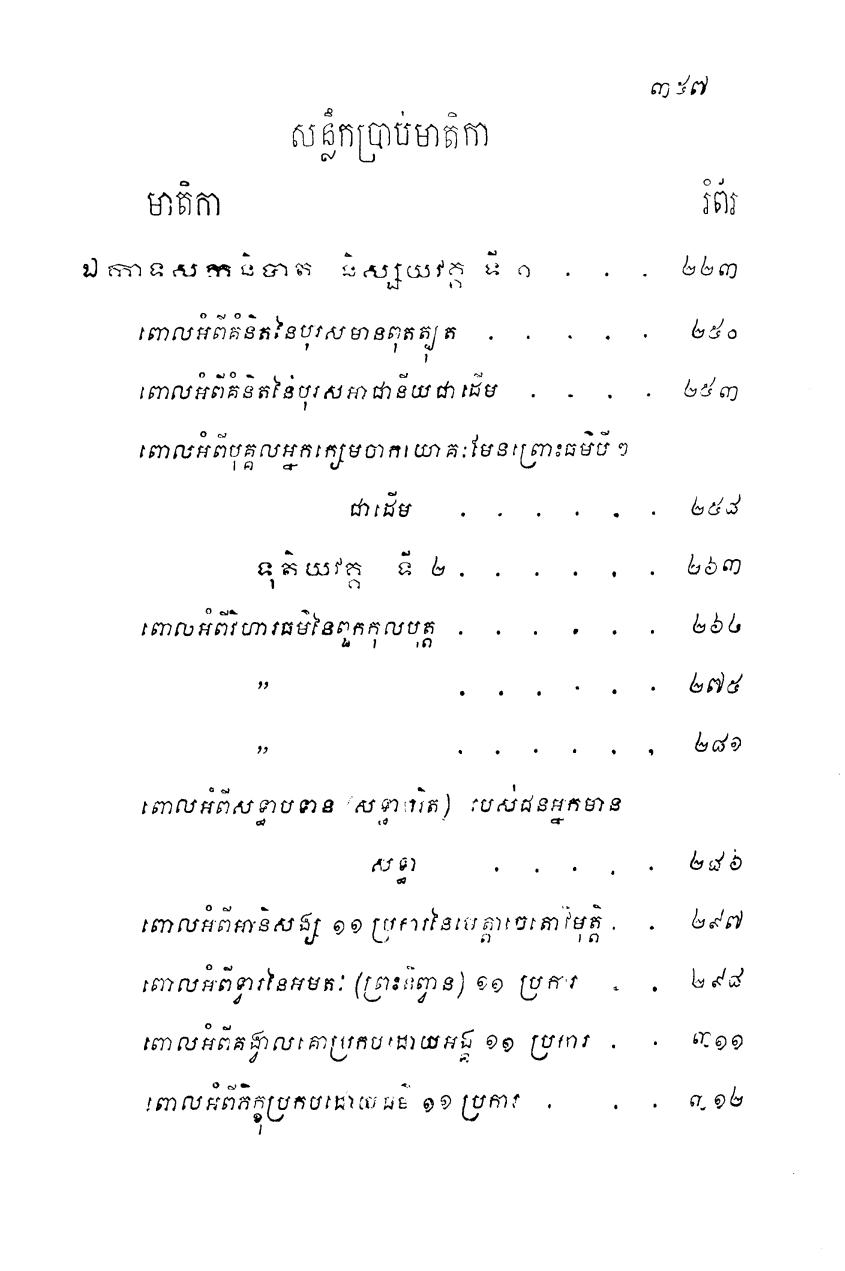 ៣៤៧
សន្លឹកប្រាប់មាតិកា
មាតិកា រំព័រ
ឯកាទសកនិបាត និស្សយវគ្គ ទី ១ . . . ២២៣
ពោលអំពីគំនិតនៃបុរសមានពុតត្បុត . . . . . ២៥០
ពោលអំពីគំនិតនៃបុរសអាជានីយជាដើម . . . . ២៥៣
ពោលអំពីបុគ្គលអ្នកក្សេមចាកយោគៈមែនព្រោះធម៌បី ៗ
ជាដើម . . . . . . ២៥៨
ទុតិយវគ្គ ទី ២ . . . . . . ២៦៣
ពោលអំពីវិហារធម៌នៃពួកកុលបុត្ត . . . . . . ២៦៤
” . . . . . . ២៧៥
” . . . . . . ២៨១
ពោលអំពីសទ្ធាបទាន (សទ្ធាចរិត) របស់ជនអ្នកមាន
សទ្ធា . . . . . ២៨៦
ពោលអំពីអានិសង្ស ១១ ប្រការនៃមេត្តាចេតោវិមុត្តិ . . ២៩៧
ពោលអំពីទ្វារនៃអមតៈ (ព្រះនិព្វាន) ១១ ប្រការ . . ២៩៨
ពោលអំពីគង្វាលគោប្រកបដោយអង្គ ១១ ប្រការ . . ៣១១
ពោលអំពីភិក្ខុប្រកបដោយធម៌ ១១ ប្រការ . . . ៣១២